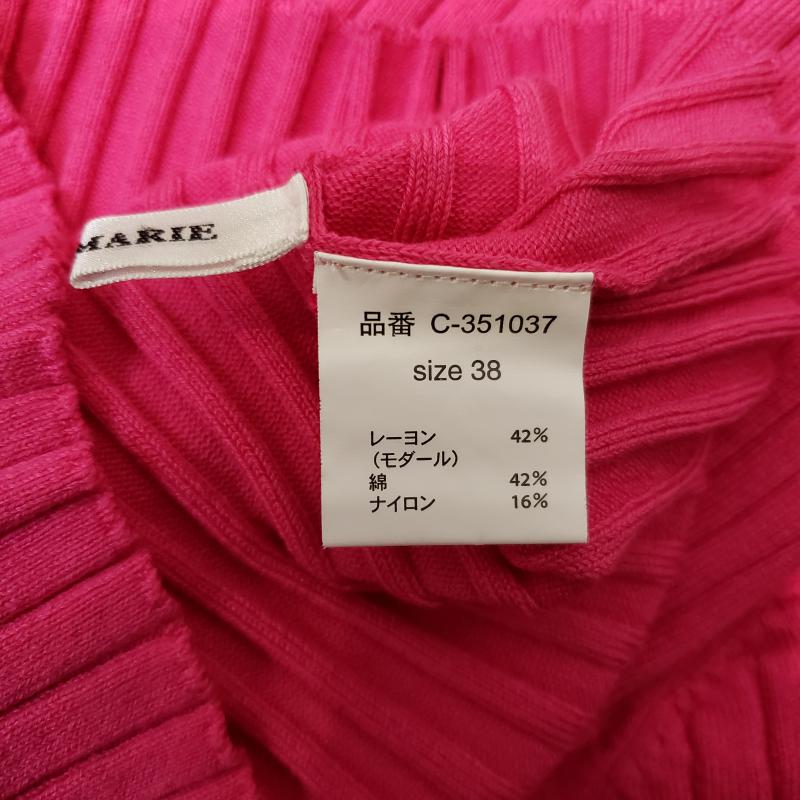 MARIE
品番 C-351037
size 38
レーヨン 42%
(モダール)
綿 42%
ナイロン 16%